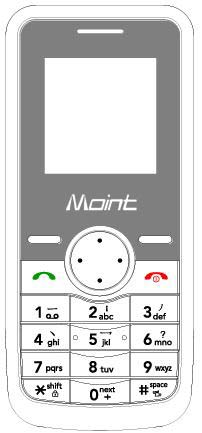 Moint
1 2 abc 3 def
4 ghi 5 jkl 6 ? mno
7 pqrs 8 tuv 9 wxyz
* shift 0 next + # space